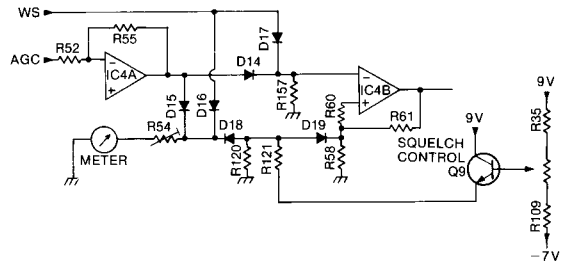 WS
R55
R52
AGC
IC4A
D14
D17
R157
IC4B
R60
R61
D15
D16
R54
METER
D18
R120
R121
D19
R58
SQUELCH
CONTROL
Q9
9V
9V
R35
R109
−7V
−
+